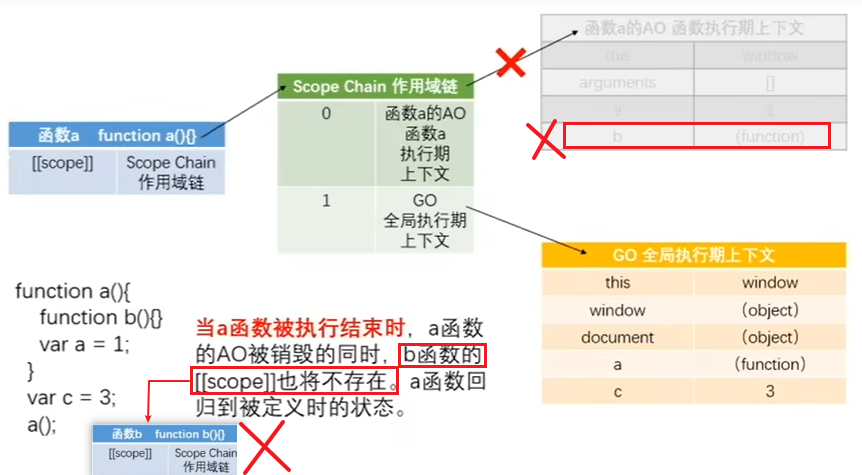 函数a的AO 函数执行期上下文
this window
arguments []
a 1
b (function)
Scope Chain 作用域链
0 函数a的AO
函数a
执行期
上下文
1 GO
全局执行期
上下文
函数a function a(){}
[[scope]] Scope Chain
作用域链
GO 全局执行期上下文
this window
window (object)
document (object)
a (function)
c 3
function a(){
function b(){}
var a = 1;
}
var c = 3;
a();
当a函数被执行结束时，a函数
的AO被销毁的同时，b函数的
[[scope]]也将不存在。a函数回
归到被定义时的状态。
函数b function b(){}
[[scope]] Scope Chain
作用域链